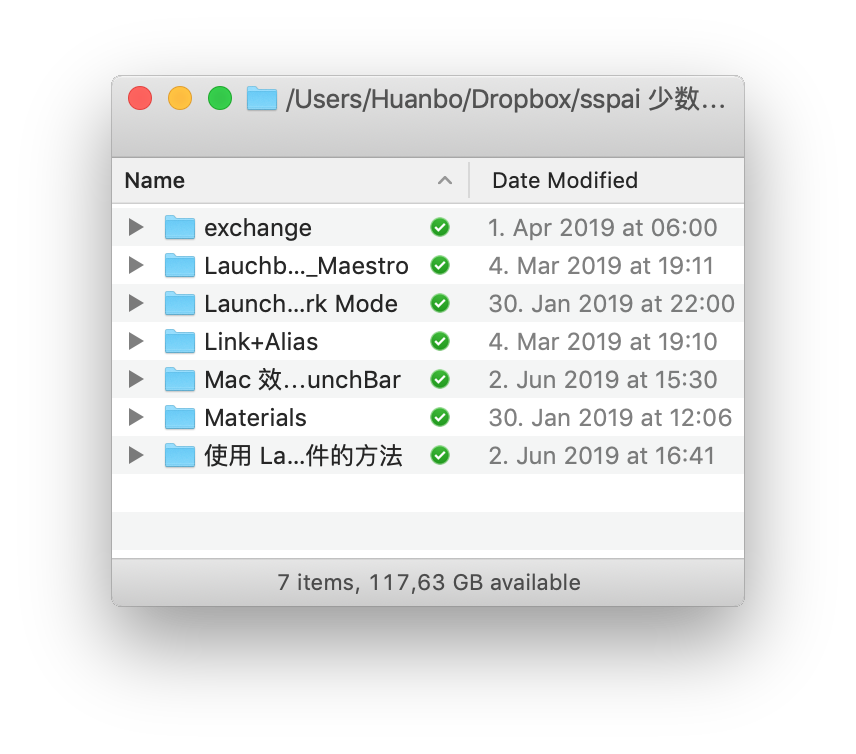 /Users/Huanbo/Dropbox/sspai 少数…
Name Date Modified
exchange 1. Apr 2019 at 06:00
Lauchb…_Maestro 4. Mar 2019 at 19:11
Launch…rk Mode 30. Jan 2019 at 22:00
Link+Alias 4. Mar 2019 at 19:10
Mac 效…unchBar 2. Jun 2019 at 15:30
Materials 30. Jan 2019 at 12:06
使用 La…件的方法 2. Jun 2019 at 16:41
7 items, 117,63 GB available